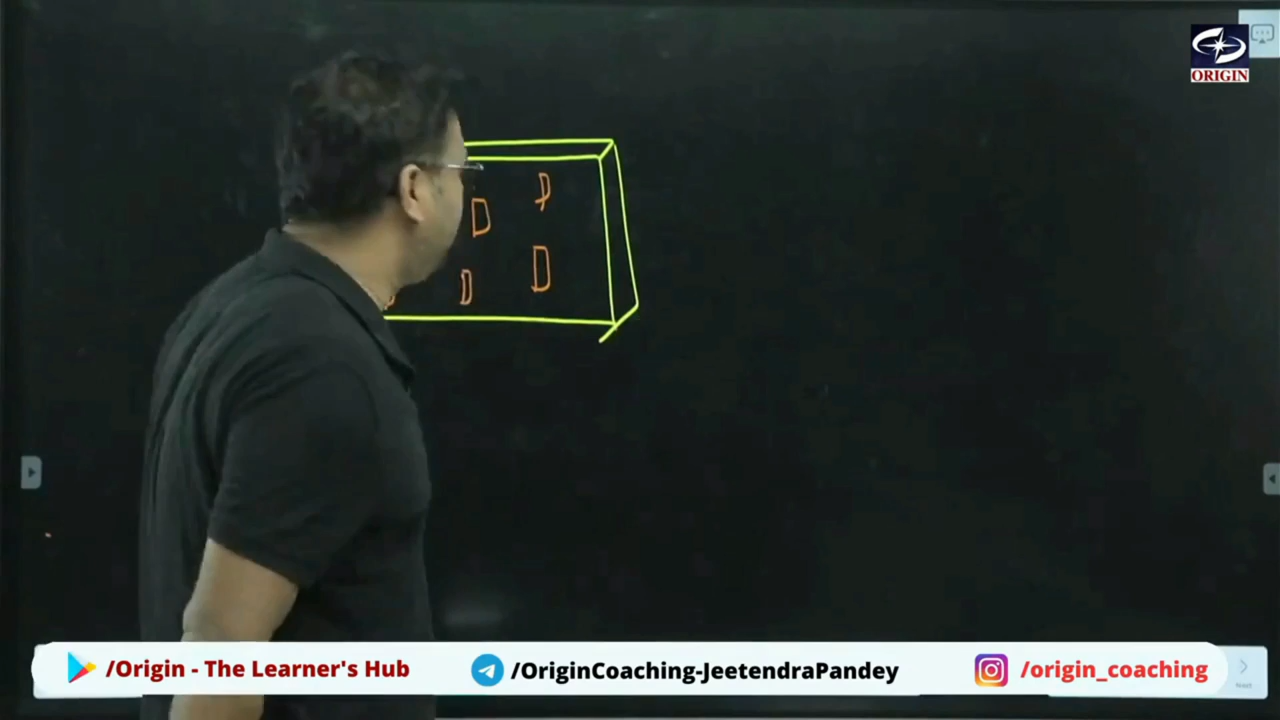 ORIGIN
D
D
D
D
/Origin - The Learner's Hub
/OriginCoaching-JeetendraPandey
/origin_coaching